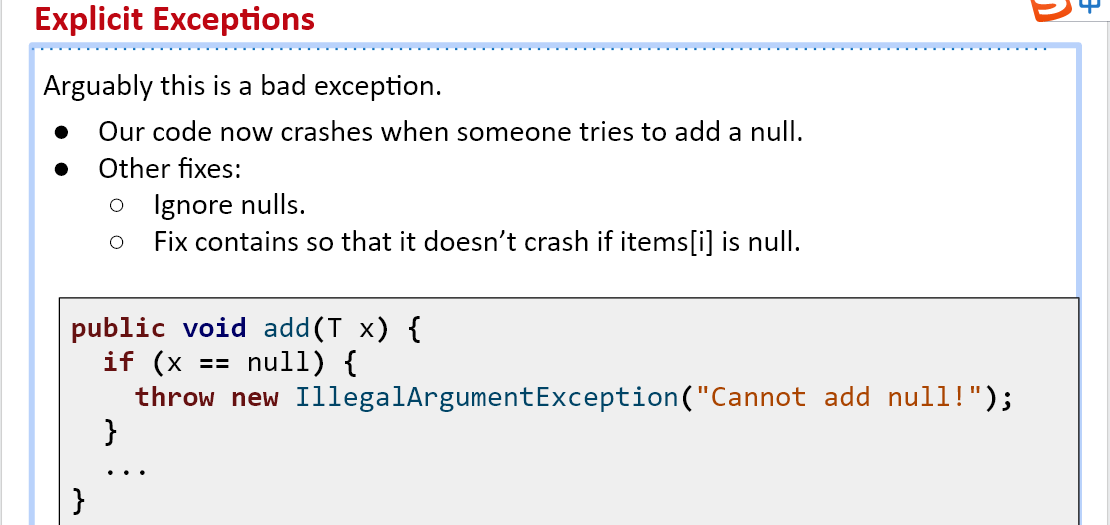 Explicit Exceptions
Arguably this is a bad exception.
● Our code now crashes when someone tries to add a null.
● Other fixes:
○ Ignore nulls.
○ Fix contains so that it doesn’t crash if items[i] is null.
public void add(T x) {
  if (x == null) {
    throw new IllegalArgumentException("Cannot add null!");
  }
  ...
}